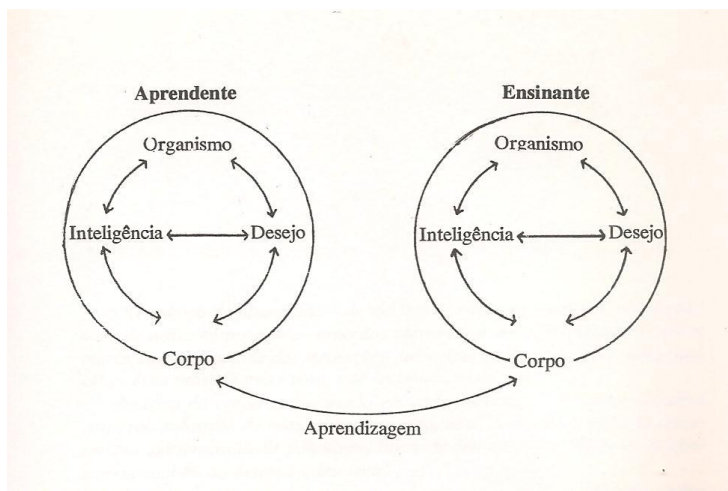 Aprendente Ensinante
Organismo Organismo
Inteligência Desejo Inteligência Desejo
Corpo Corpo
Aprendizagem